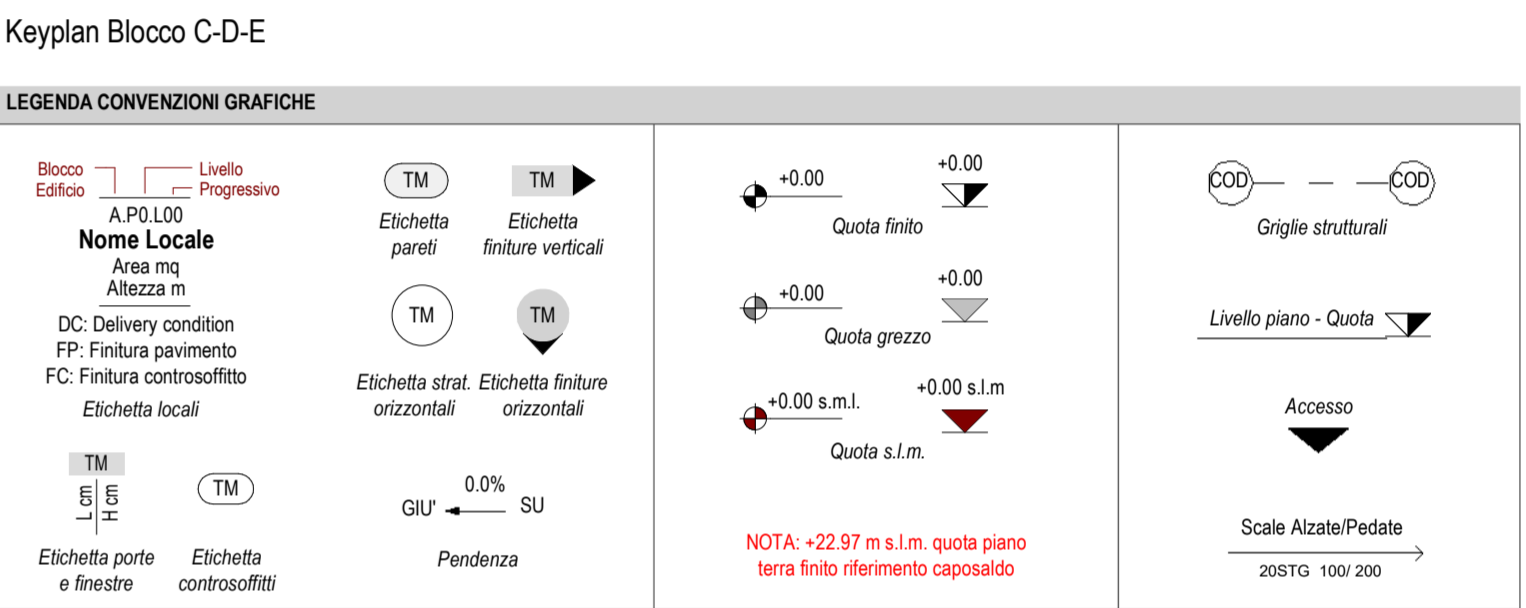 Keyplan Blocco C-D-E
LEGENDA CONVENZIONI GRAFICHE
Blocco
Edificio
Livello
Progressivo
A.P0.L00
Nome Locale
Area mq
Altezza m
DC: Delivery condition
FP: Finitura pavimento
FC: Finitura controsoffitto
Etichetta locali
TM
L cm
H cm
Etichetta porte
e finestre
TM
Etichetta
controsoffitti
TM
Etichetta
pareti
TM
Etichetta
finiture verticali
TM
Etichetta strat.
orizzontali
TM
Etichetta finiture
orizzontali
0.0%
GIU' SU
Pendenza
+0.00
+0.00
Quota finito
+0.00
+0.00
Quota grezzo
+0.00 s.m.l.
+0.00 s.l.m
Quota s.l.m.
NOTA: +22.97 m s.l.m. quota piano
terra finito riferimento caposaldo
COD COD
Griglie strutturali
Livello piano - Quota
Accesso
Scale Alzate/Pedate
20STG 100/ 200